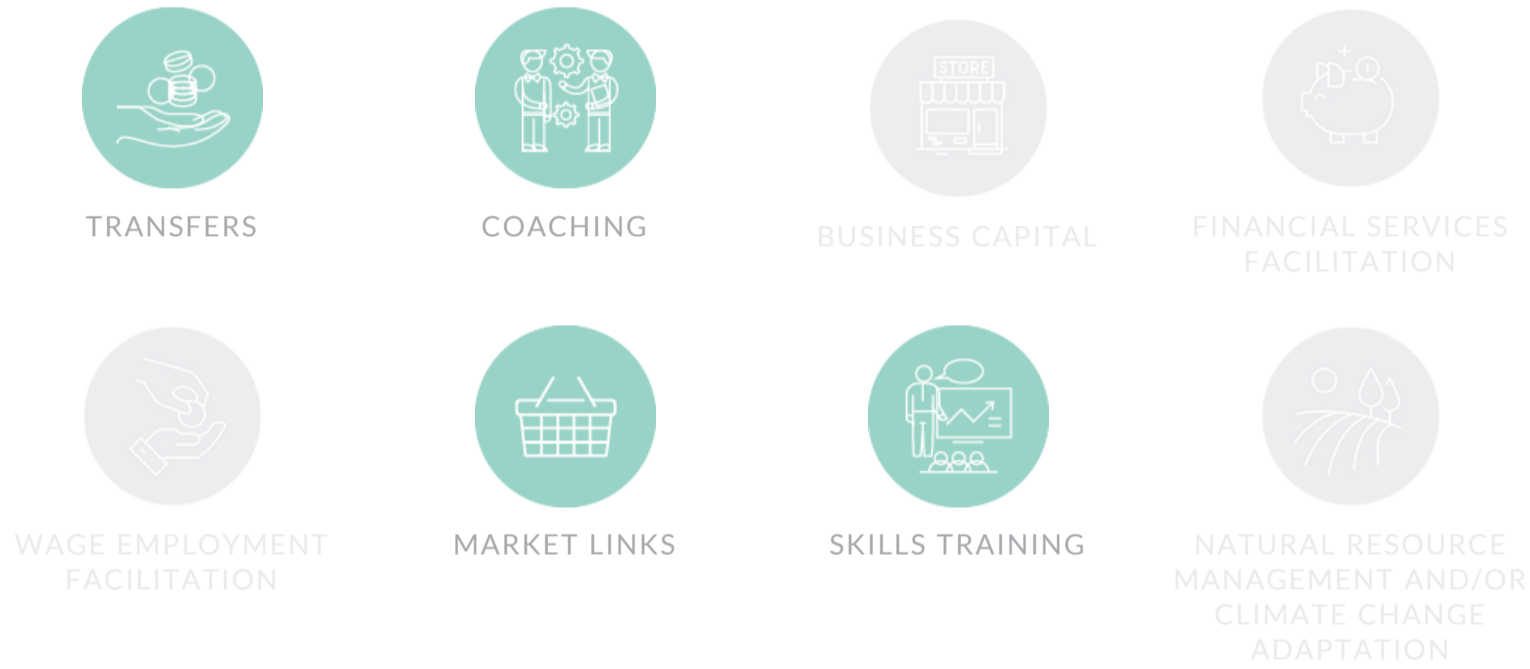 TRANSFERS
COACHING
STORE
BUSINESS CAPITAL
FINANCIAL SERVICES
FACILITATION
WAGE EMPLOYMENT
FACILITATION
MARKET LINKS
SKILLS TRAINING
NATURAL RESOURCE
MANAGEMENT AND/OR
CLIMATE CHANGE
ADAPTATION